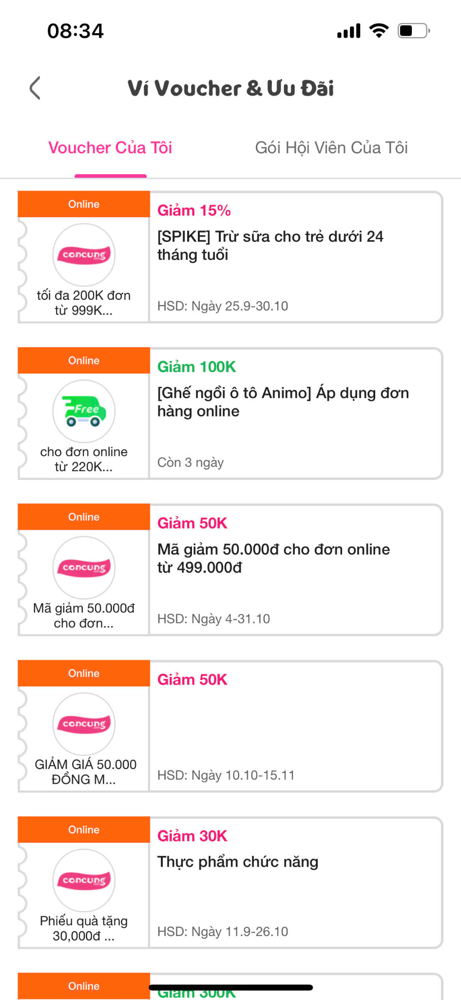 08:34
Ví Voucher & Ưu Đãi
Voucher Của Tôi
Gói Hội Viên Của Tôi
Online
concung
tối đa 200K đơn
từ 999K...
Giảm 15%
[SPIKE] Trừ sữa cho trẻ dưới 24
tháng tuổi
HSD: Ngày 25.9-30.10
Online
Free
cho đơn online
từ 220K...
Giảm 100K
[Ghế ngồi ô tô Animo] Áp dụng đơn
hàng online
Còn 3 ngày
Online
concung
Mã giảm 50.000đ
cho đơn...
Giảm 50K
Mã giảm 50.000đ cho đơn online
từ 499.000đ
HSD: Ngày 4-31.10
Online
concung
GIẢM GIÁ 50.000
ĐỒNG M...
Giảm 50K
HSD: Ngày 10.10-15.11
Online
concung
Phiếu quà tặng
30,000đ ...
Giảm 30K
Thực phẩm chức năng
HSD: Ngày 11.9-26.10
Online
Giảm 300K